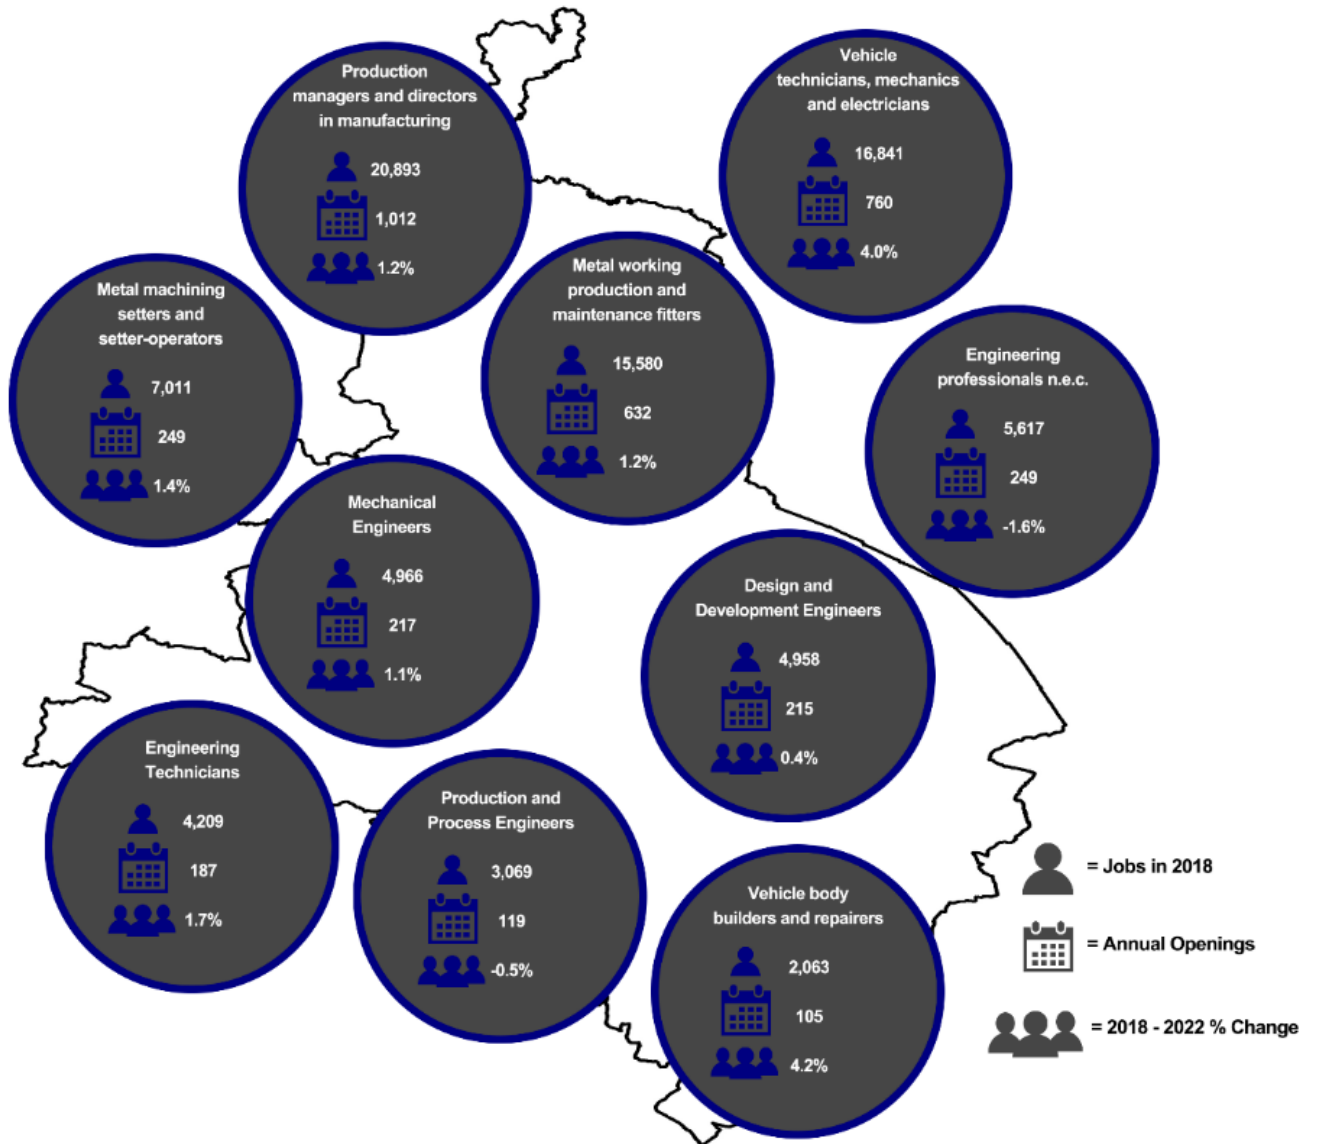 Production
managers and directors
in manufacturing
20,893
1,012
1.2%
Vehicle
technicians, mechanics
and electricians
16,841
760
4.0%
Metal machining
setters and
setter-operators
7,011
249
1.4%
Metal working
production and
maintenance fitters
15,580
632
1.2%
Engineering
professionals n.e.c.
5,617
249
-1.6%
Mechanical
Engineers
4,966
217
1.1%
Design and
Development Engineers
4,958
215
0.4%
Engineering
Technicians
4,209
187
1.7%
Production and
Process Engineers
3,069
119
-0.5%
Vehicle body
builders and repairers
2,063
105
4.2%
= Jobs in 2018
= Annual Openings
= 2018 - 2022 % Change